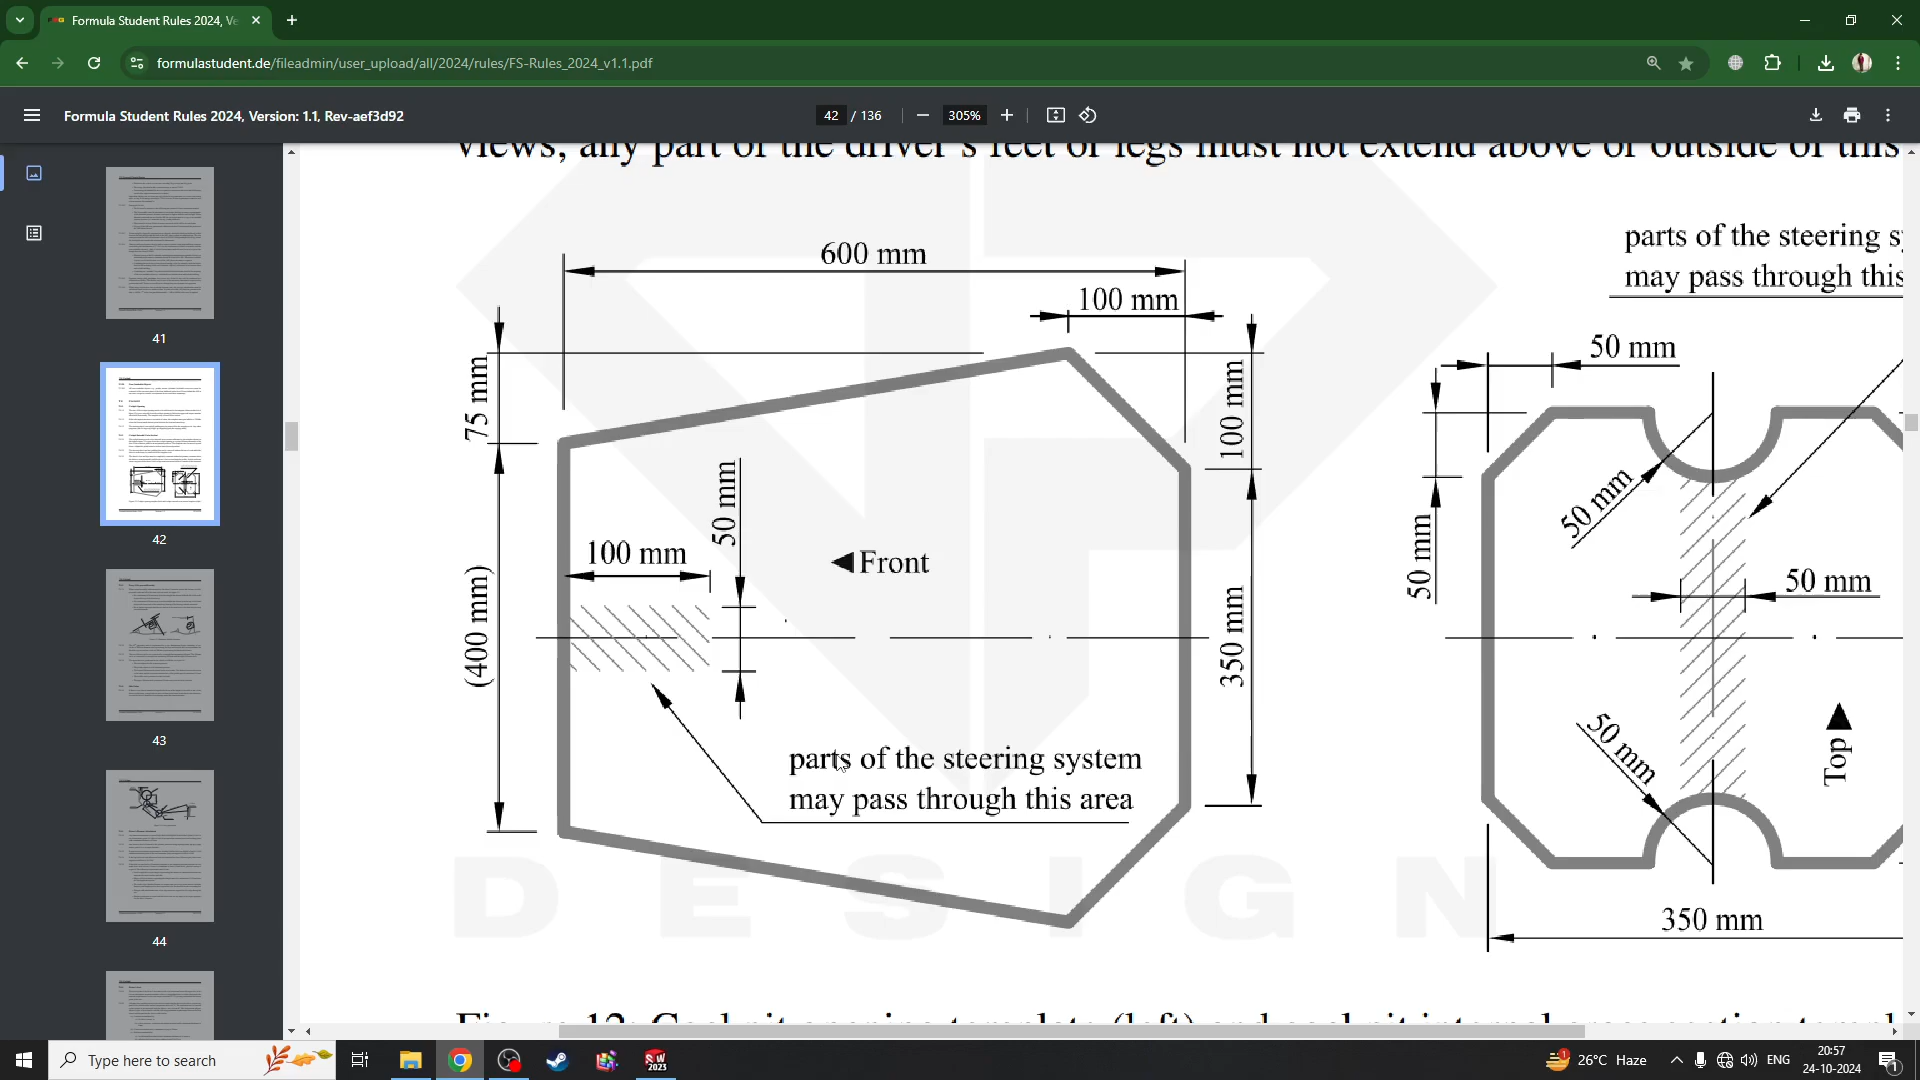 Formula Student Rules 2024, Ve
formulastudent.de/fileadmin/user_upload/all/2024/rules/FS-Rules_2024_v1.1.pdf
Formula Student Rules 2024, Version: 1.1, Rev-aef3d92
42 / 136
305%
views, any part of the driver's feet or legs must not extend above or outside of this
41
42
43
44
600 mm
100 mm
75 mm
100 mm
50 mm
100 mm
Front
(400 mm)
350 mm
parts of the steering system
may pass through this area
parts of the steering s
may pass through this
50 mm
50 mm
50 mm
50 mm
50 mm
Top
350 mm
DESIGN
Figure 12: Cockpit opening template (left) and cockpit internal cross section templ
Type here to search
SW
2023
26°C Haze
ENG
20:57
24-10-2024
1
1